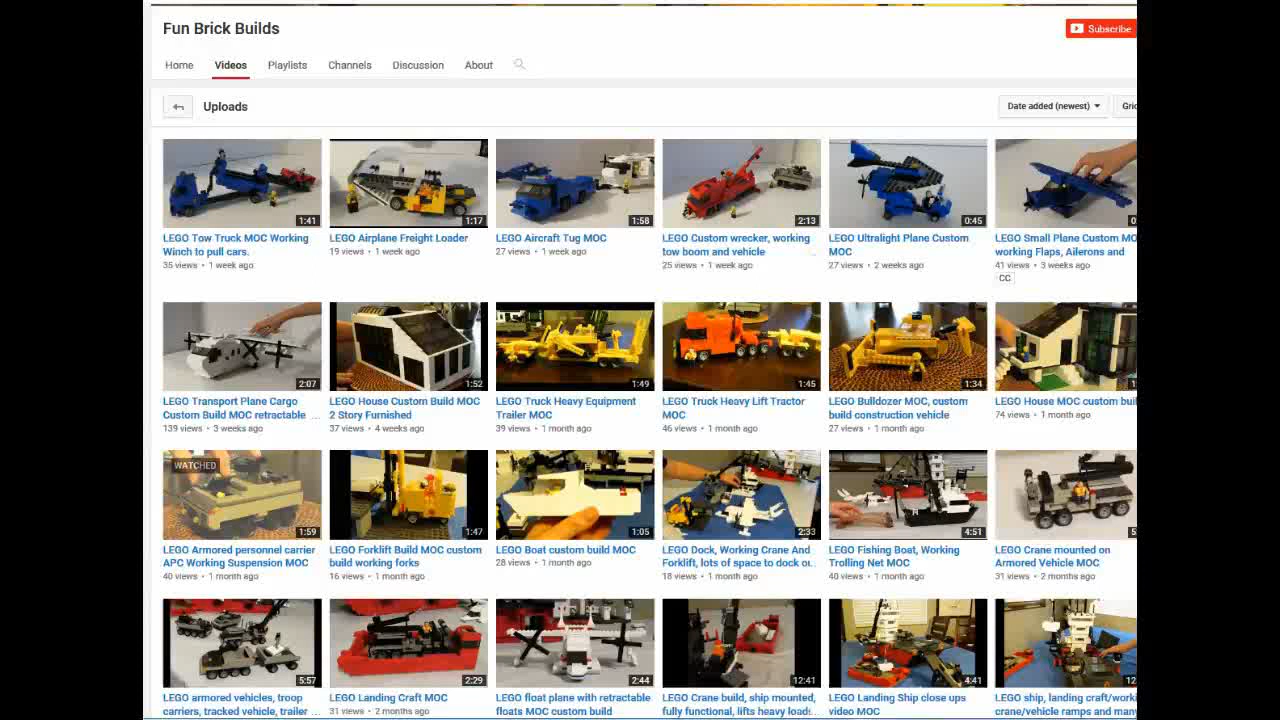 Fun Brick Builds
Subscribe
Home Videos Playlists Channels Discussion About
Uploads
Date added (newest)
1:41 1:17 1:58 2:13 0:45
LEGO Tow Truck MOC Working
Winch to pull cars.
35 views • 1 week ago
LEGO Airplane Freight Loader
19 views • 1 week ago
LEGO Aircraft Tug MOC
27 views • 1 week ago
LEGO Custom wrecker, working
tow boom and vehicle ...
25 views • 1 week ago
LEGO Ultralight Plane Custom
MOC
27 views • 2 weeks ago
LEGO Small Plane Custom MO
working Flaps, Ailerons and
41 views • 3 weeks ago
CC
2:07 1:52 1:49 1:45 1:34
LEGO Transport Plane Cargo
Custom Build MOC retractable ...
139 views • 3 weeks ago
LEGO House Custom Build MOC
2 Story Furnished
37 views • 4 weeks ago
LEGO Truck Heavy Equipment
Trailer MOC
39 views • 1 month ago
LEGO Truck Heavy Lift Tractor
MOC
46 views • 1 month ago
LEGO Bulldozer MOC, custom
build construction vehicle
27 views • 1 month ago
LEGO House MOC custom buil
74 views • 1 month ago
WATCHED
1:59 1:47 1:05 2:33 4:51
LEGO Armored personnel carrier
APC Working Suspension MOC
40 views • 1 month ago
LEGO Forklift Build MOC custom
build working forks
16 views • 1 month ago
LEGO Boat custom build MOC
28 views • 1 month ago
LEGO Dock, Working Crane And
Forklift, lots of space to dock ou...
18 views • 1 month ago
LEGO Fishing Boat, Working
Trolling Net MOC
40 views • 1 month ago
LEGO Crane mounted on
Armored Vehicle MOC
31 views • 2 months ago
5:57 2:29 2:44 12:41 4:41
LEGO armored vehicles, troop
carriers, tracked vehicle, trailer ...
LEGO Landing Craft MOC
31 views • 2 months ago
LEGO float plane with retractable
floats MOC custom build
LEGO Crane build, ship mounted,
fully functional, lifts heavy loads...
LEGO Landing Ship close ups
video MOC
LEGO ship, landing craft/worki
crane/vehicle ramps and many